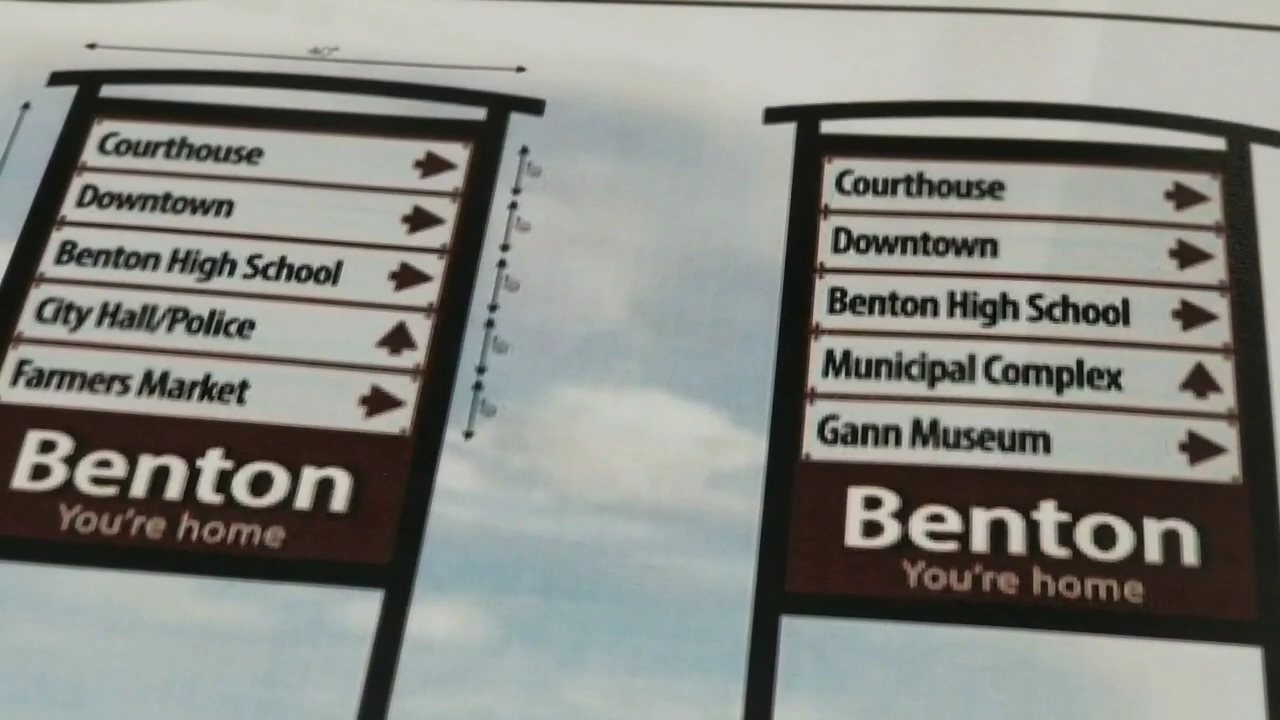 40"
Courthouse
Downtown
Benton High School
City Hall/Police
Farmers Market
Benton
You're home
Courthouse
Downtown
Benton High School
Municipal Complex
Gann Museum
Benton
You're home